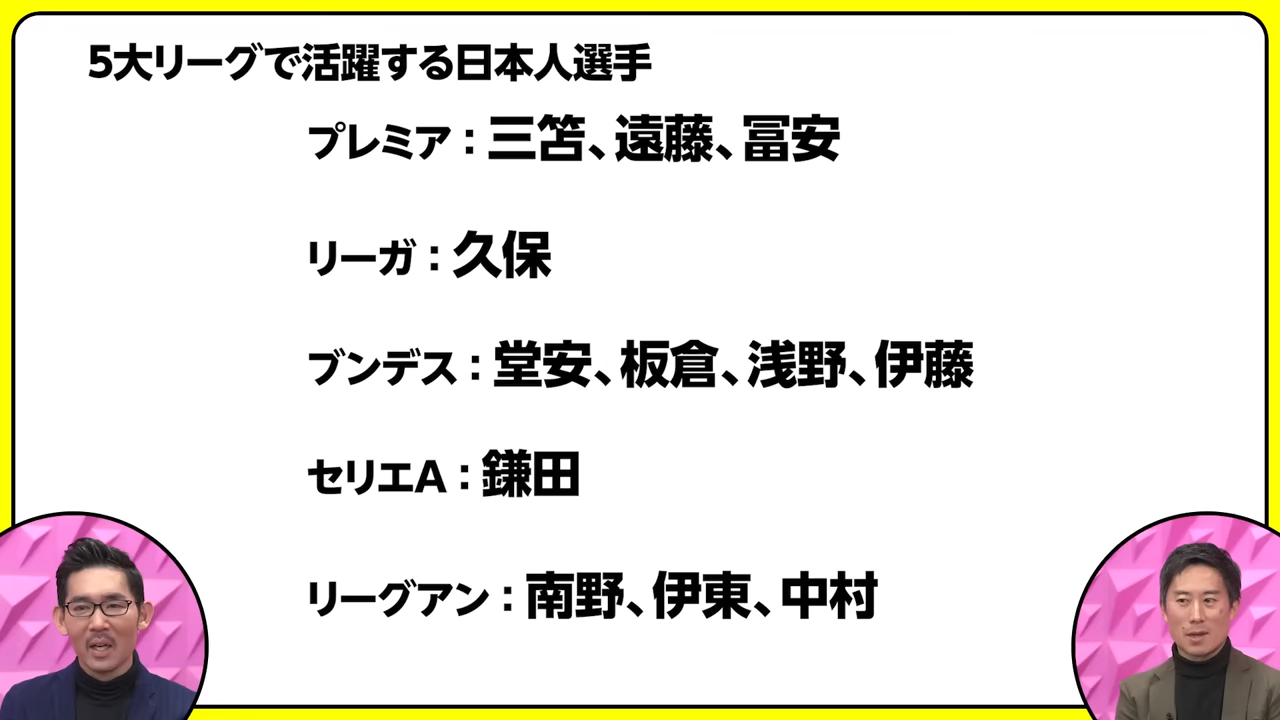 5大リーグで活躍する日本人選手
プレミア：三笘、遠藤、冨安
リーガ：久保
ブンデス：堂安、板倉、浅野、伊藤
セリエA：鎌田
リーグアン：南野、伊東、中村